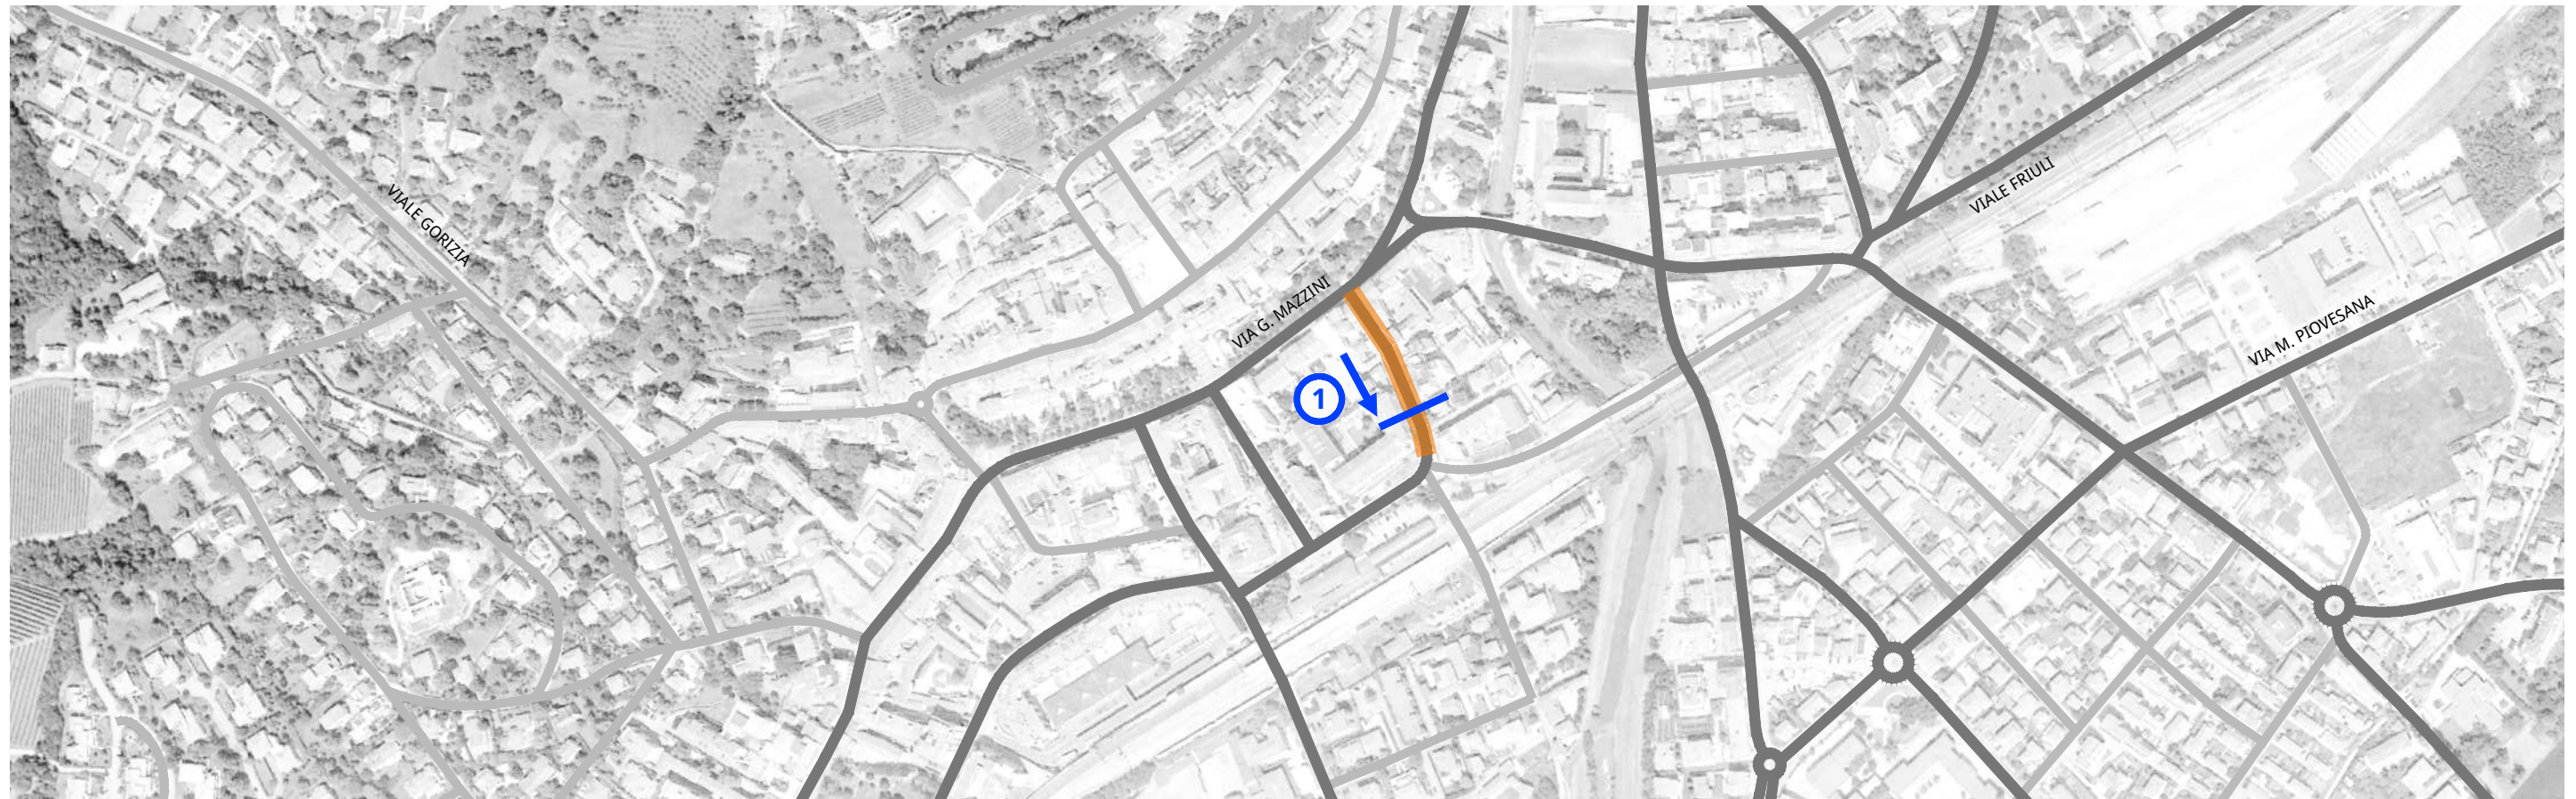 VIALE GORIZIA
VIA G. MAZZINI
1
VIALE FRIULI
VIA M. PIOVESANA